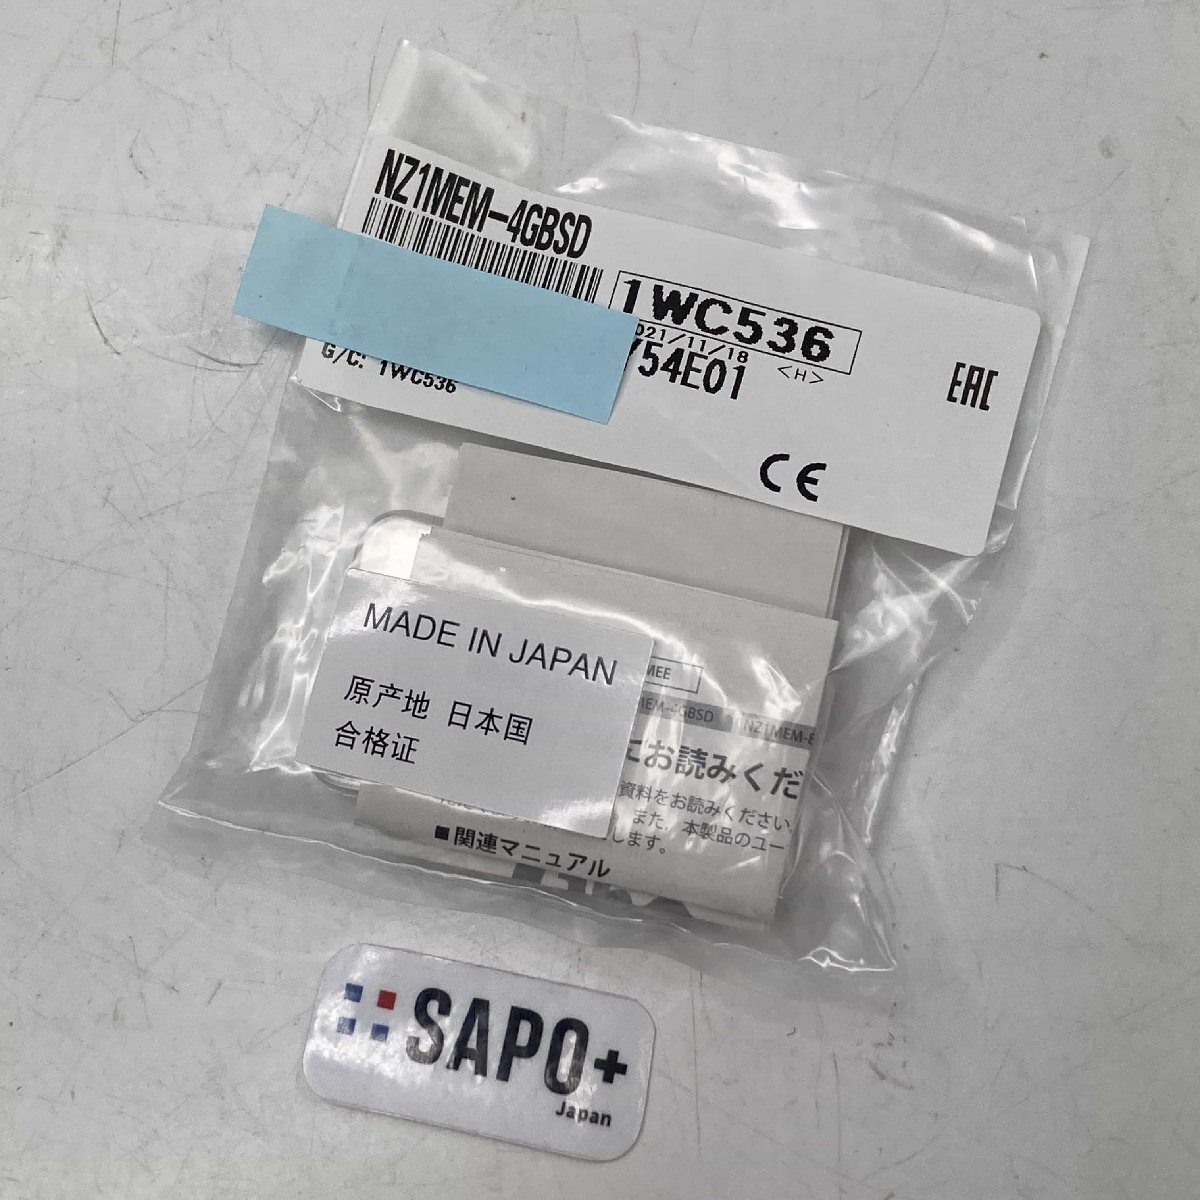 NZ1MEM-4GBSD
1WC536
021/11/18
<H>
54E01
G/C: 1WC536
EAC
CE
MADE IN JAPAN
原产地 日本国
合格证
MEE
MEM-4GBSD NZ1MEM-8
にお読みくだ
資料をお読みください。
また、本製品のユー
します。
■関連マニュアル
SAPO+
Japan